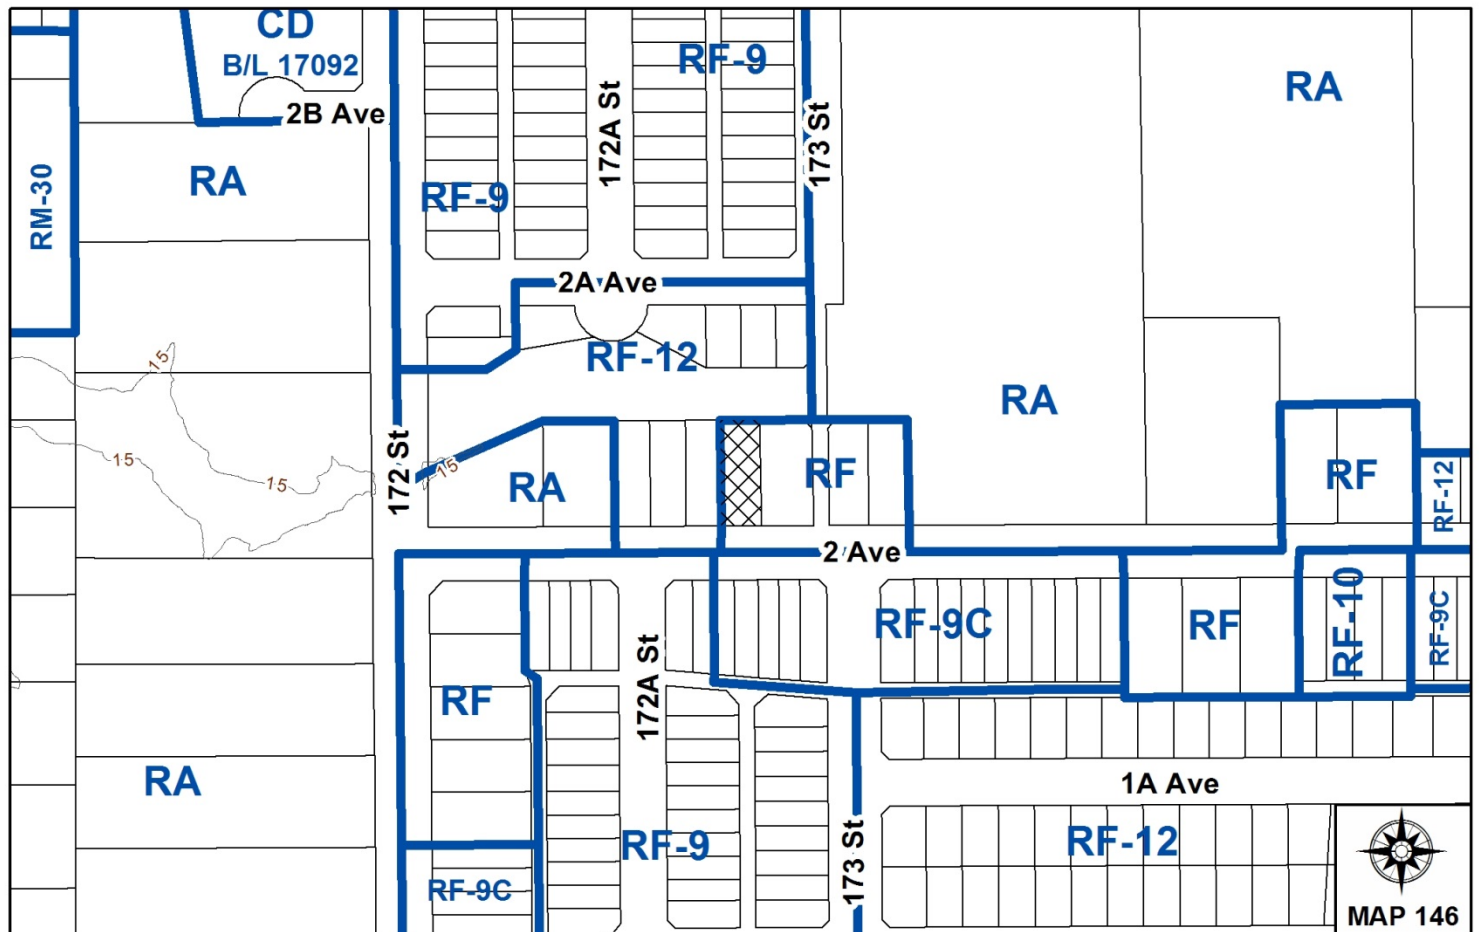 CD
B/L 17092
2B Ave
RF-9
RA
172A St
173 St
RM-30
RA
RF-9
2A Ave
RF-12
15
RA
172 St
15
15
15
RA
RF
RF
RF-12
2 Ave
RF-9C
RF
RF-10
RF-9C
172A St
RF
RA
1A Ave
RF-9
173 St
RF-12
RF-9C
MAP 146